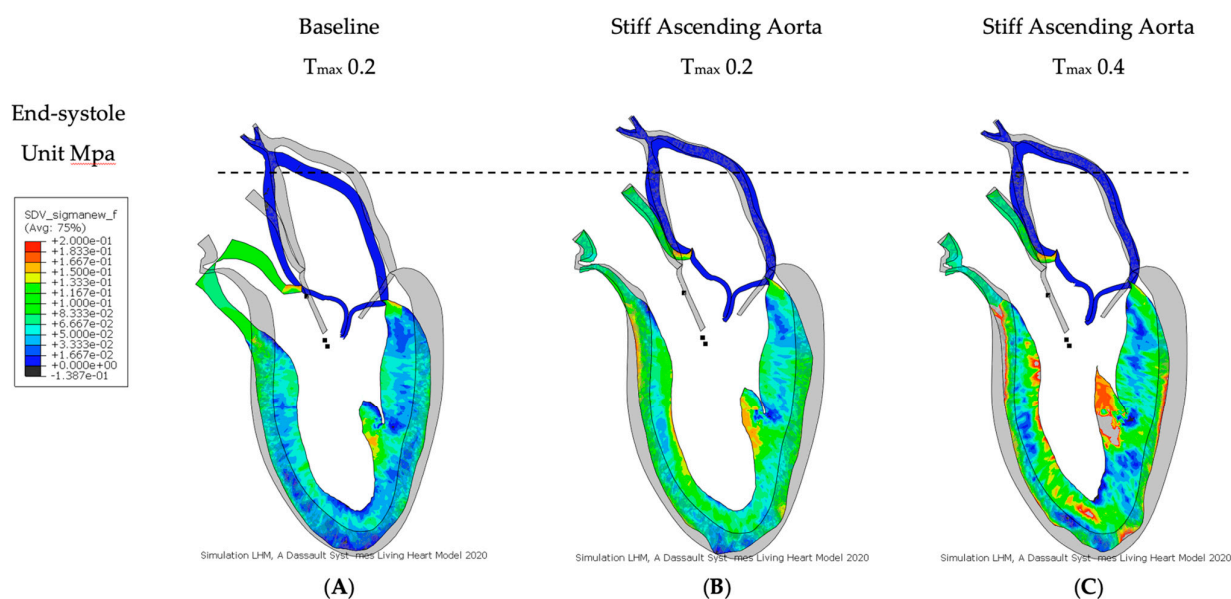 Baseline
Stiff Ascending Aorta
Stiff Ascending Aorta
Tmax 0.2
Tmax 0.2
Tmax 0.4
End-systole
Unit Mpa
SDV_sigmanew_f
(Avg: 75%)
+2.000e-01
+1.833e-01
+1.667e-01
+1.500e-01
+1.333e-01
+1.167e-01
+1.000e-01
+8.333e-02
+6.667e-02
+5.000e-02
+3.333e-02
+1.667e-02
+0.000e+00
-1.387e-01
Simulation LHM, A Dassault Syst mes Living Heart Model 2020
Simulation LHM, A Dassault Syst mes Living Heart Model 2020
Simulation LHM, A Dassault Syst mes Living Heart Model 2020
(A)
(B)
(C)